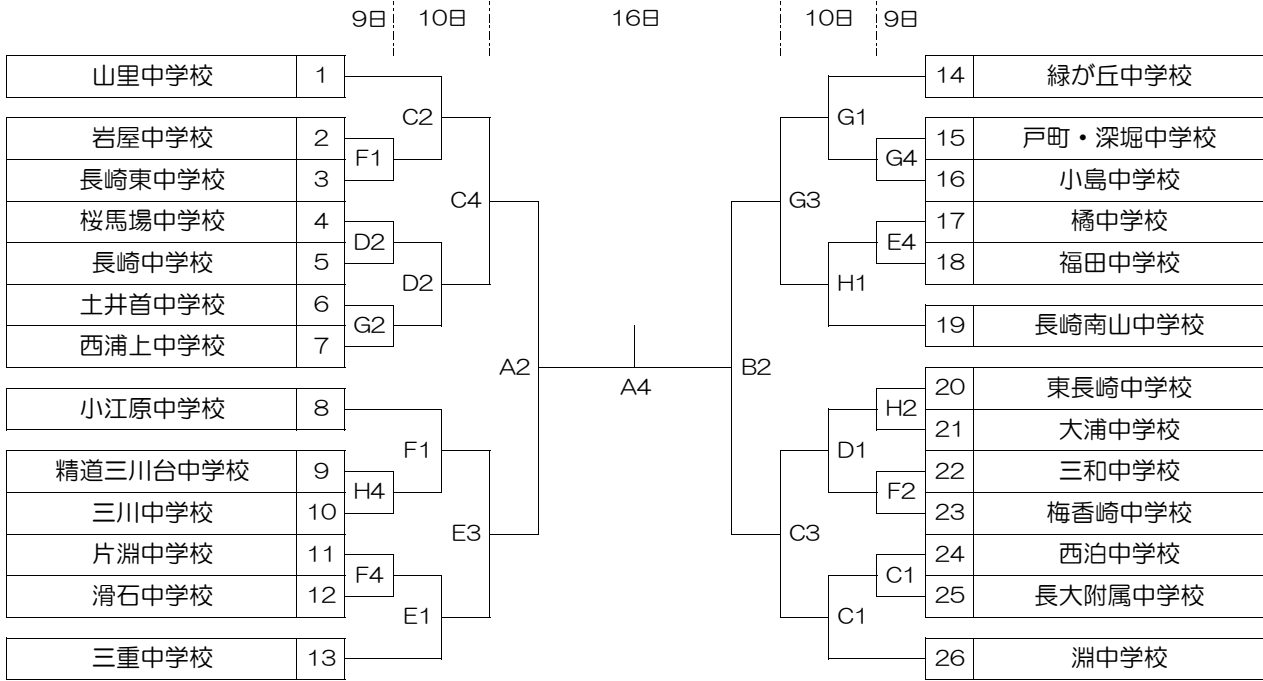 9日 10日 16日 10日 9日
山里中学校 1 14 緑が丘中学校
C2 G1
岩屋中学校 2 15 戸町・深堀中学校
F1 G4
長崎東中学校 3 16 小島中学校
C4 G3
桜馬場中学校 4 17 橘中学校
D2 E4
長崎中学校 5 18 福田中学校
D2 H1
土井首中学校 6 19 長崎南山中学校
G2
西浦上中学校 7
A2 A4 B2
小江原中学校 8 20 東長崎中学校
H2
21 大浦中学校
F1 D1
精道三川台中学校 9 22 三和中学校
H4 F2
三川中学校 10 23 梅香崎中学校
E3 C3
片淵中学校 11 24 西泊中学校
F4 C1
滑石中学校 12 25 長大附属中学校
E1 C1
三重中学校 13 26 淵中学校